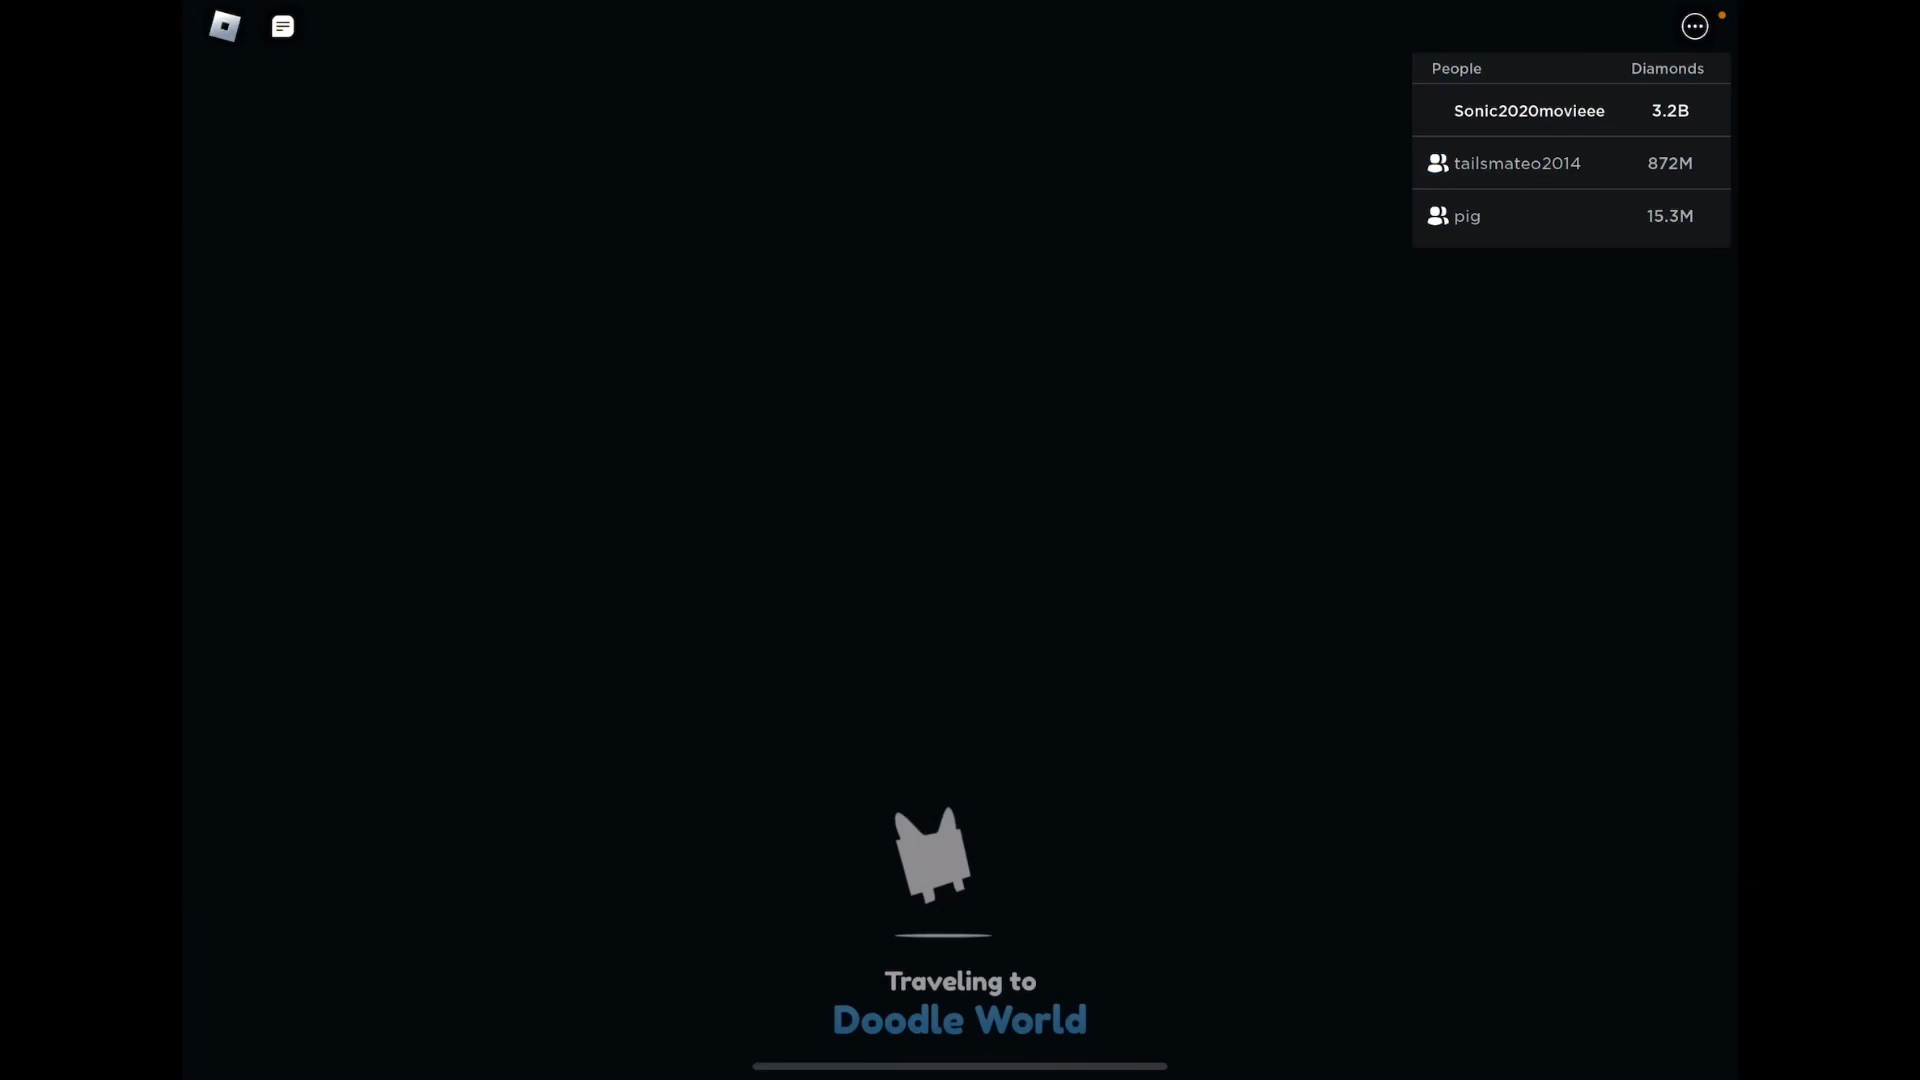 People Diamonds
Sonic2020movieee 3.2B
tailsmateo2014 872M
pig 15.3M
Traveling to
Doodle World